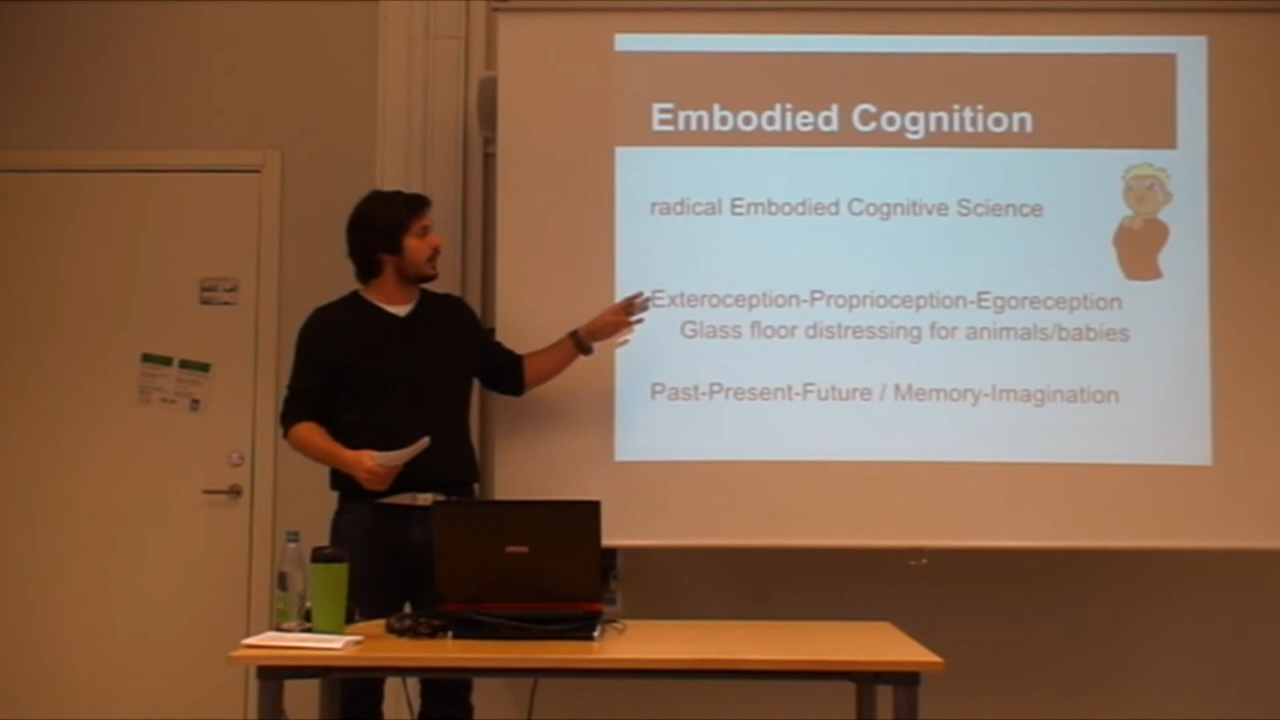 Embodied Cognition
radical Embodied Cognitive Science
Exteroception-Proprioception-Egoreception
Glass floor distressing for animals/babies
Past-Present-Future / Memory-Imagination